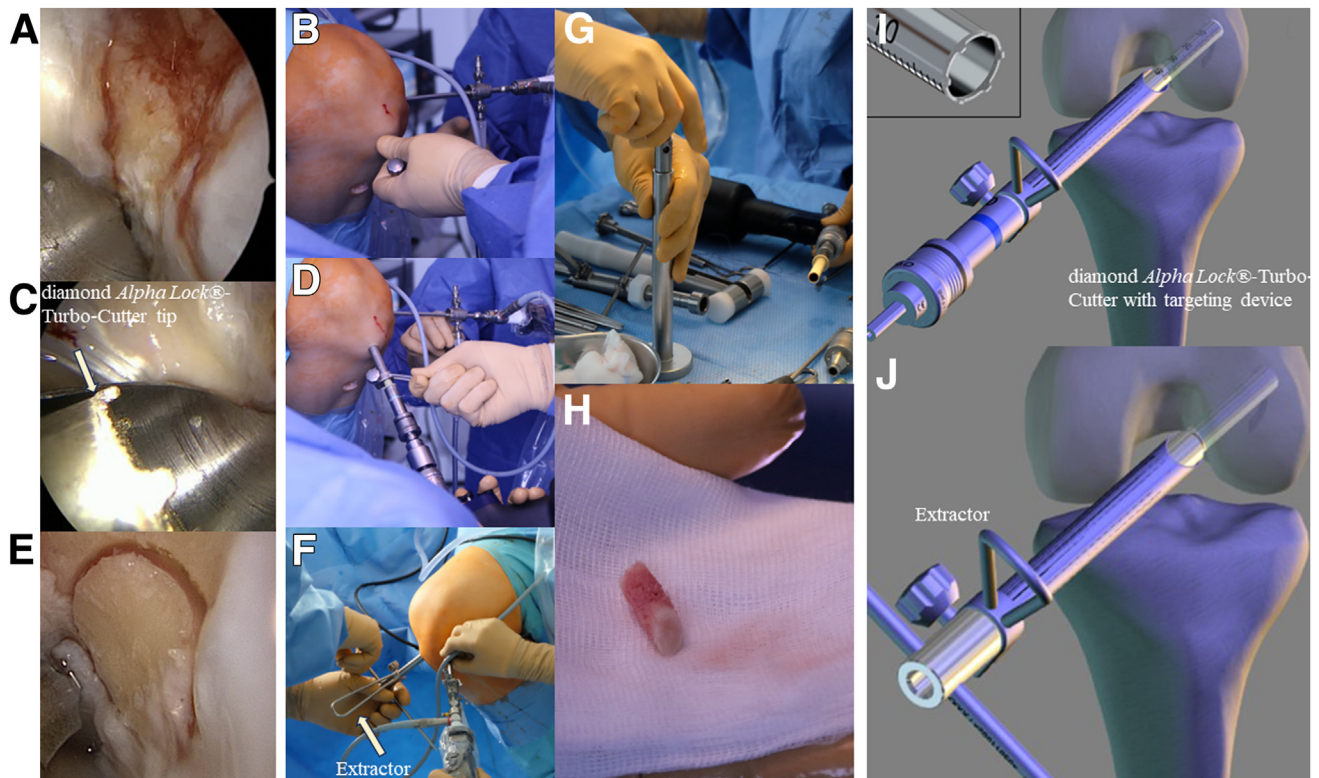 A
B
G
I
C
diamond Alpha Lock®-
Turbo-Cutter tip
D
H
diamond Alpha Lock®-Turbo-
Cutter with targeting device
J
E
F
Extractor
Extractor